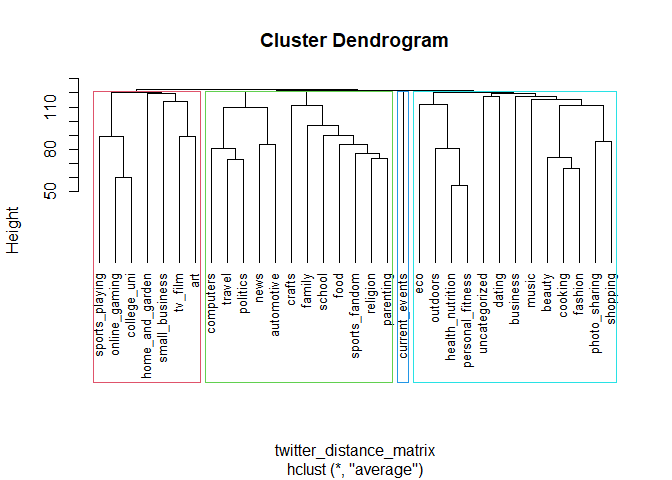 Cluster Dendrogram
Height
110
80
50
sports_playing
online_gaming
college_uni
home_and_garden
small_business
tv_film
art
computers
travel
politics
news
automotive
crafts
family
school
food
sports_fandom
religion
parenting
current_events
eco
outdoors
health_nutrition
personal_fitness
uncategorized
dating
business
music
beauty
cooking
fashion
photo_sharing
shopping
twitter_distance_matrix
hclust (*, "average")